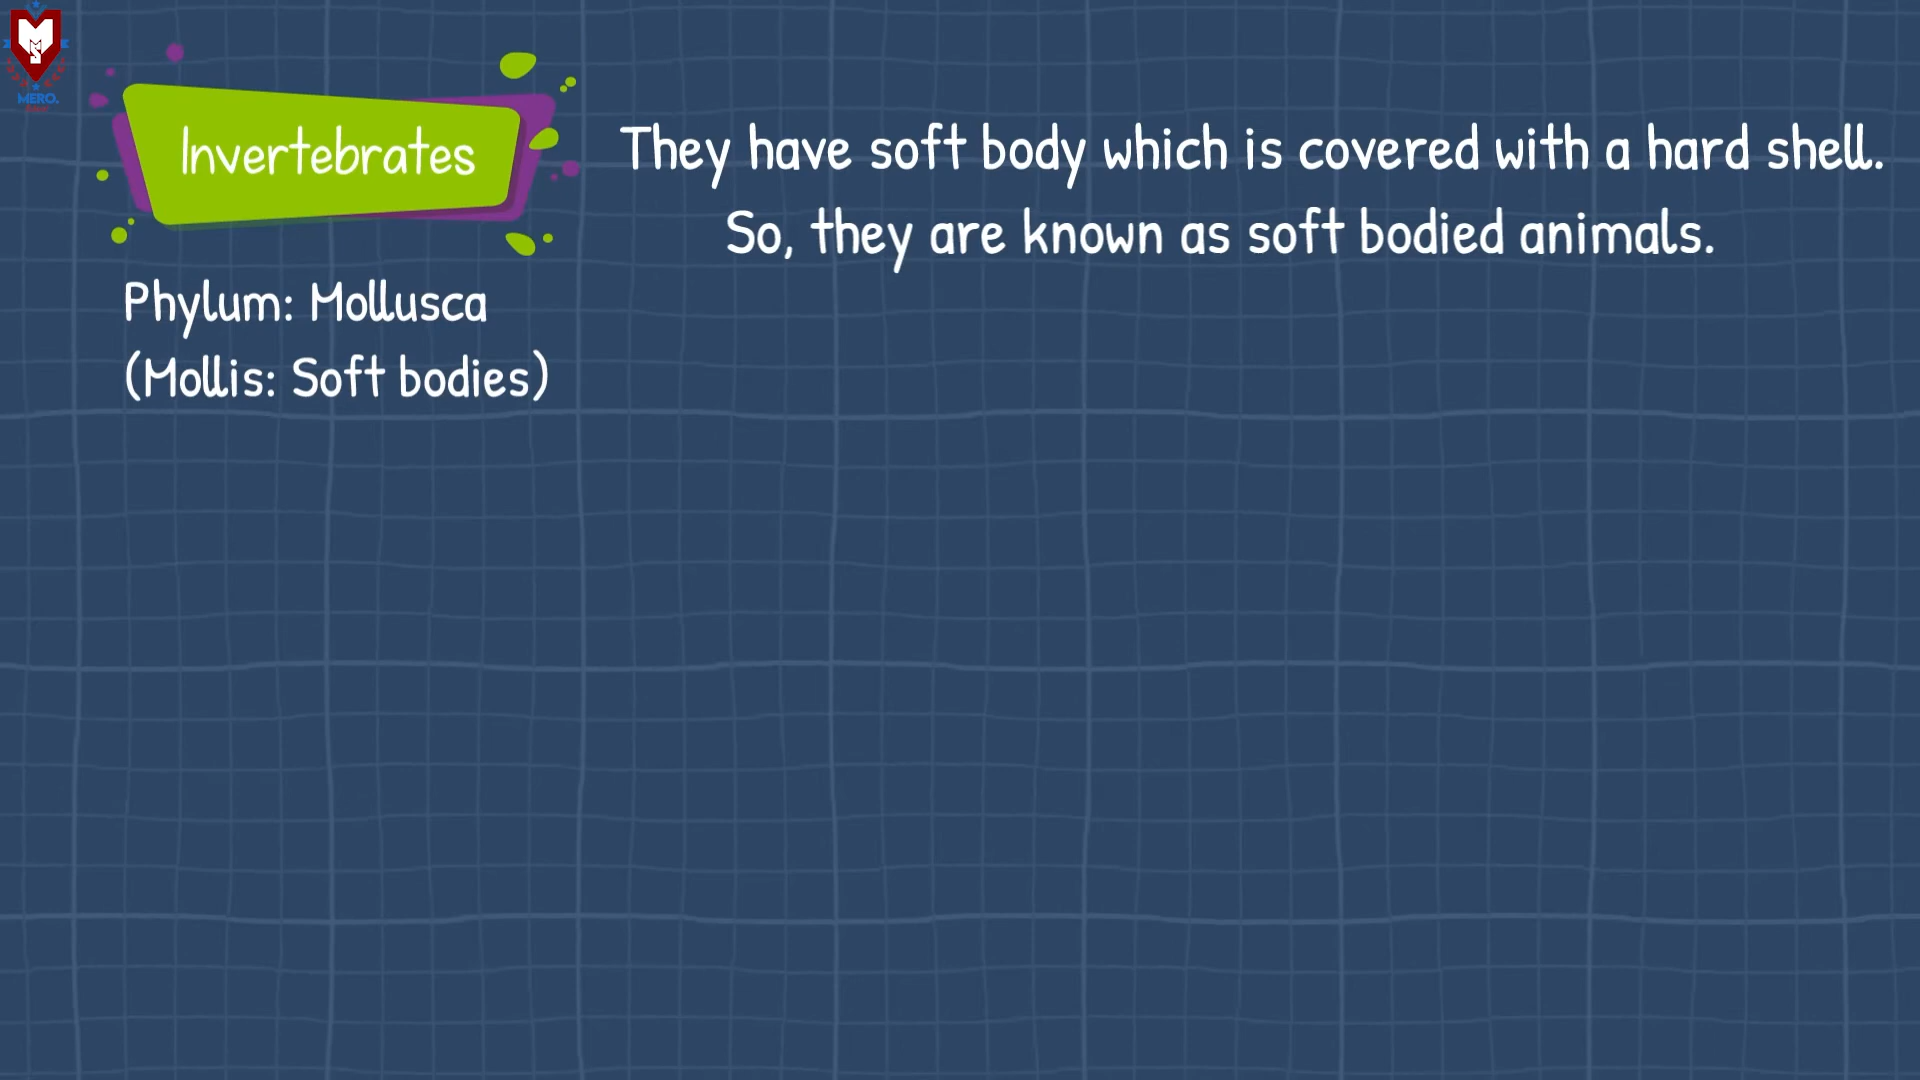 MERO.
Invertebrates
They have soft body which is covered with a hard shell.
So, they are known as soft bodied animals.
Phylum: Mollusca
(Mollis: Soft bodies)